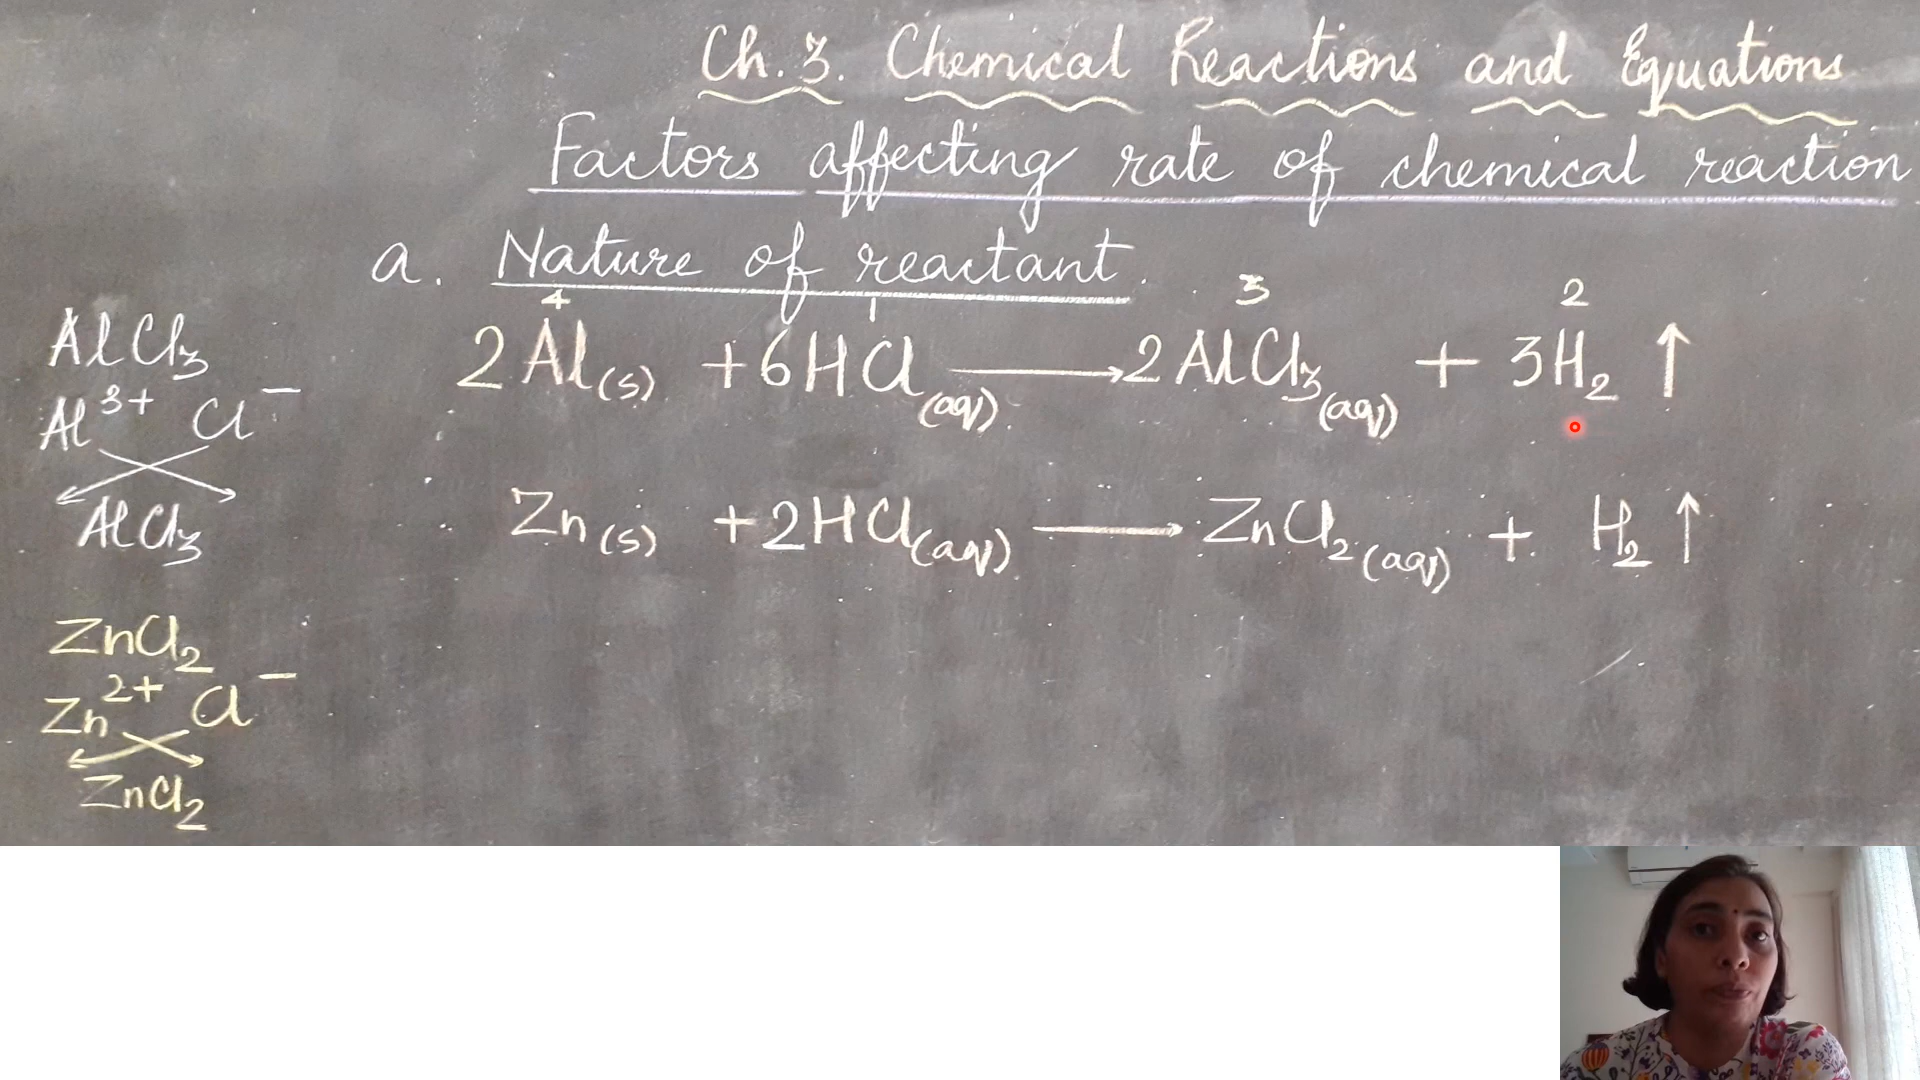 Ch. 3. Chemical Reactions and Equations
Factors affecting rate of chemical reaction
a. Nature of reactant.
4 1 3 2
2Al(s) + 6HCl(aq) → 2AlCl₃(aq) + 3H₂ ↑
Zn(s) + 2HCl(aq) → ZnCl₂(aq) + H₂ ↑
AlCl₃
Al³⁺ Cl⁻
AlCl₃
ZnCl₂
Zn²⁺ Cl⁻
ZnCl₂